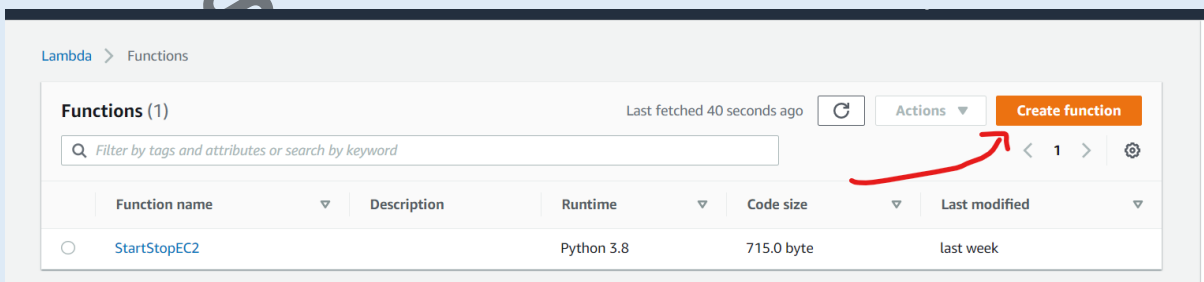 Lambda > Functions
Functions (1) Last fetched 40 seconds ago Actions Create function
Filter by tags and attributes or search by keyword 1
Function name Description Runtime Code size Last modified
StartStopEC2 Python 3.8 715.0 byte last week